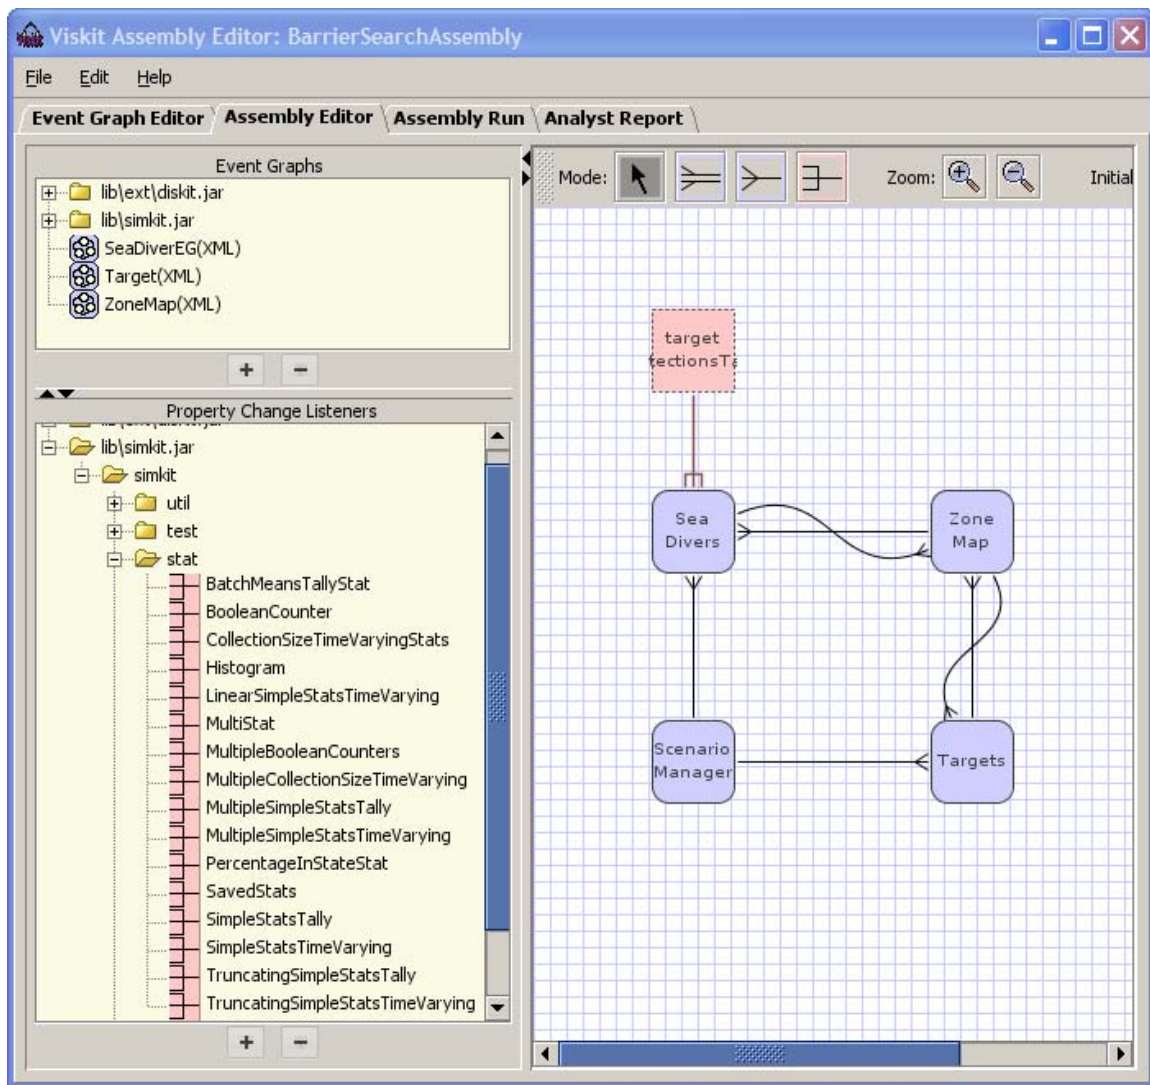 Viskit Assembly Editor: BarrierSearchAssembly
File Edit Help
Event Graph Editor Assembly Editor Assembly Run Analyst Report
Event Graphs
lib\ext\diskit.jar
lib\simkit.jar
SeaDiverEG(XML)
Target(XML)
ZoneMap(XML)
+ −
Property Change Listeners
lib\simkit.jar
simkit
util
test
stat
BatchMeansTallyStat
BooleanCounter
CollectionSizeTimeVaryingStats
Histogram
LinearSimpleStatsTimeVarying
MultiStat
MultipleBooleanCounters
MultipleCollectionSizeTimeVarying
MultipleSimpleStatsTally
MultipleSimpleStatsTimeVarying
PercentageInStateStat
SavedStats
SimpleStatsTally
SimpleStatsTimeVarying
TruncatingSimpleStatsTally
TruncatingSimpleStatsTimeVarying
+ −
Mode: Zoom: Initial
target
tectionsTa
Sea
Divers
Zone
Map
Scenario
Manager
Targets